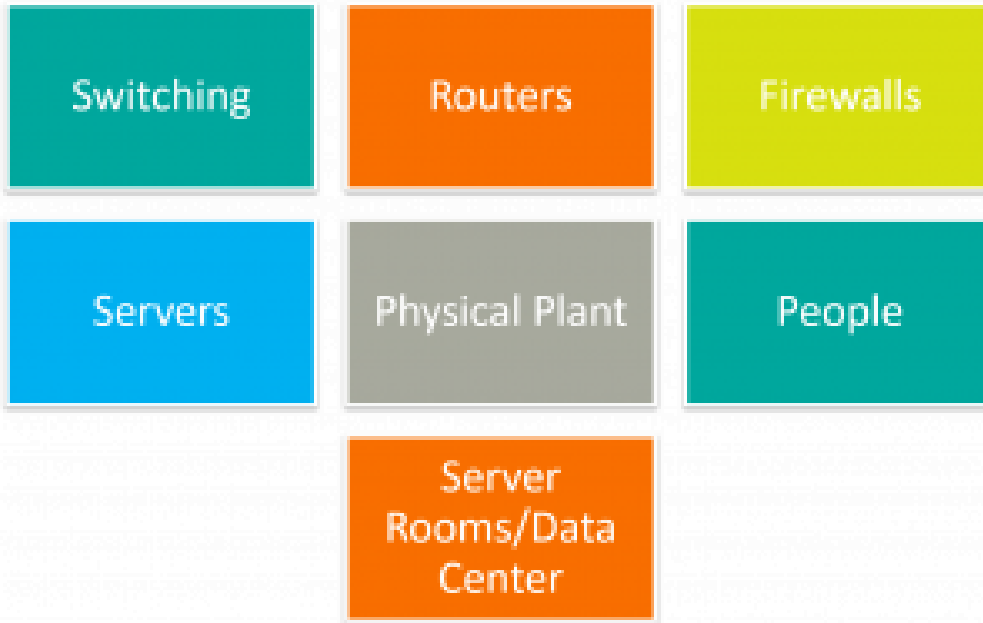 Switching
Routers
Firewalls
Servers
Physical Plant
People
Server
Rooms/Data
Center